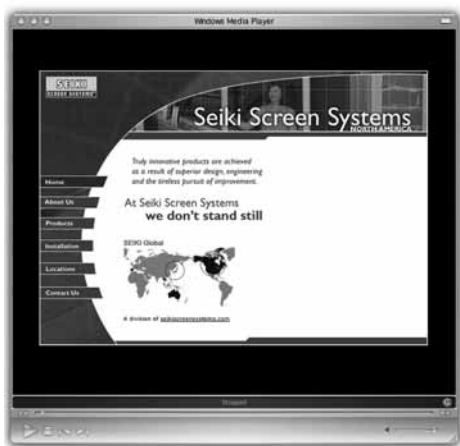 Windows Media Player
SEIKI
SCREEN SYSTEMS
Seiki Screen Systems
NORTH AMERICA
Truly innovative products are achieved
as a result of superior design, engineering
and the tireless pursuit of improvement.
Home
About Us
At Seiki Screen Systems
we don't stand still
Products
Installation
SEIKI Global
Locations
Contact Us
A division of seikiscreensystems.com
Stopped